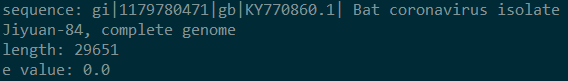 sequence: gi|1179780471|gb|KY770860.1| Bat coronavirus isolate
Jiyuan-84, complete genome
length: 29651
e value: 0.0